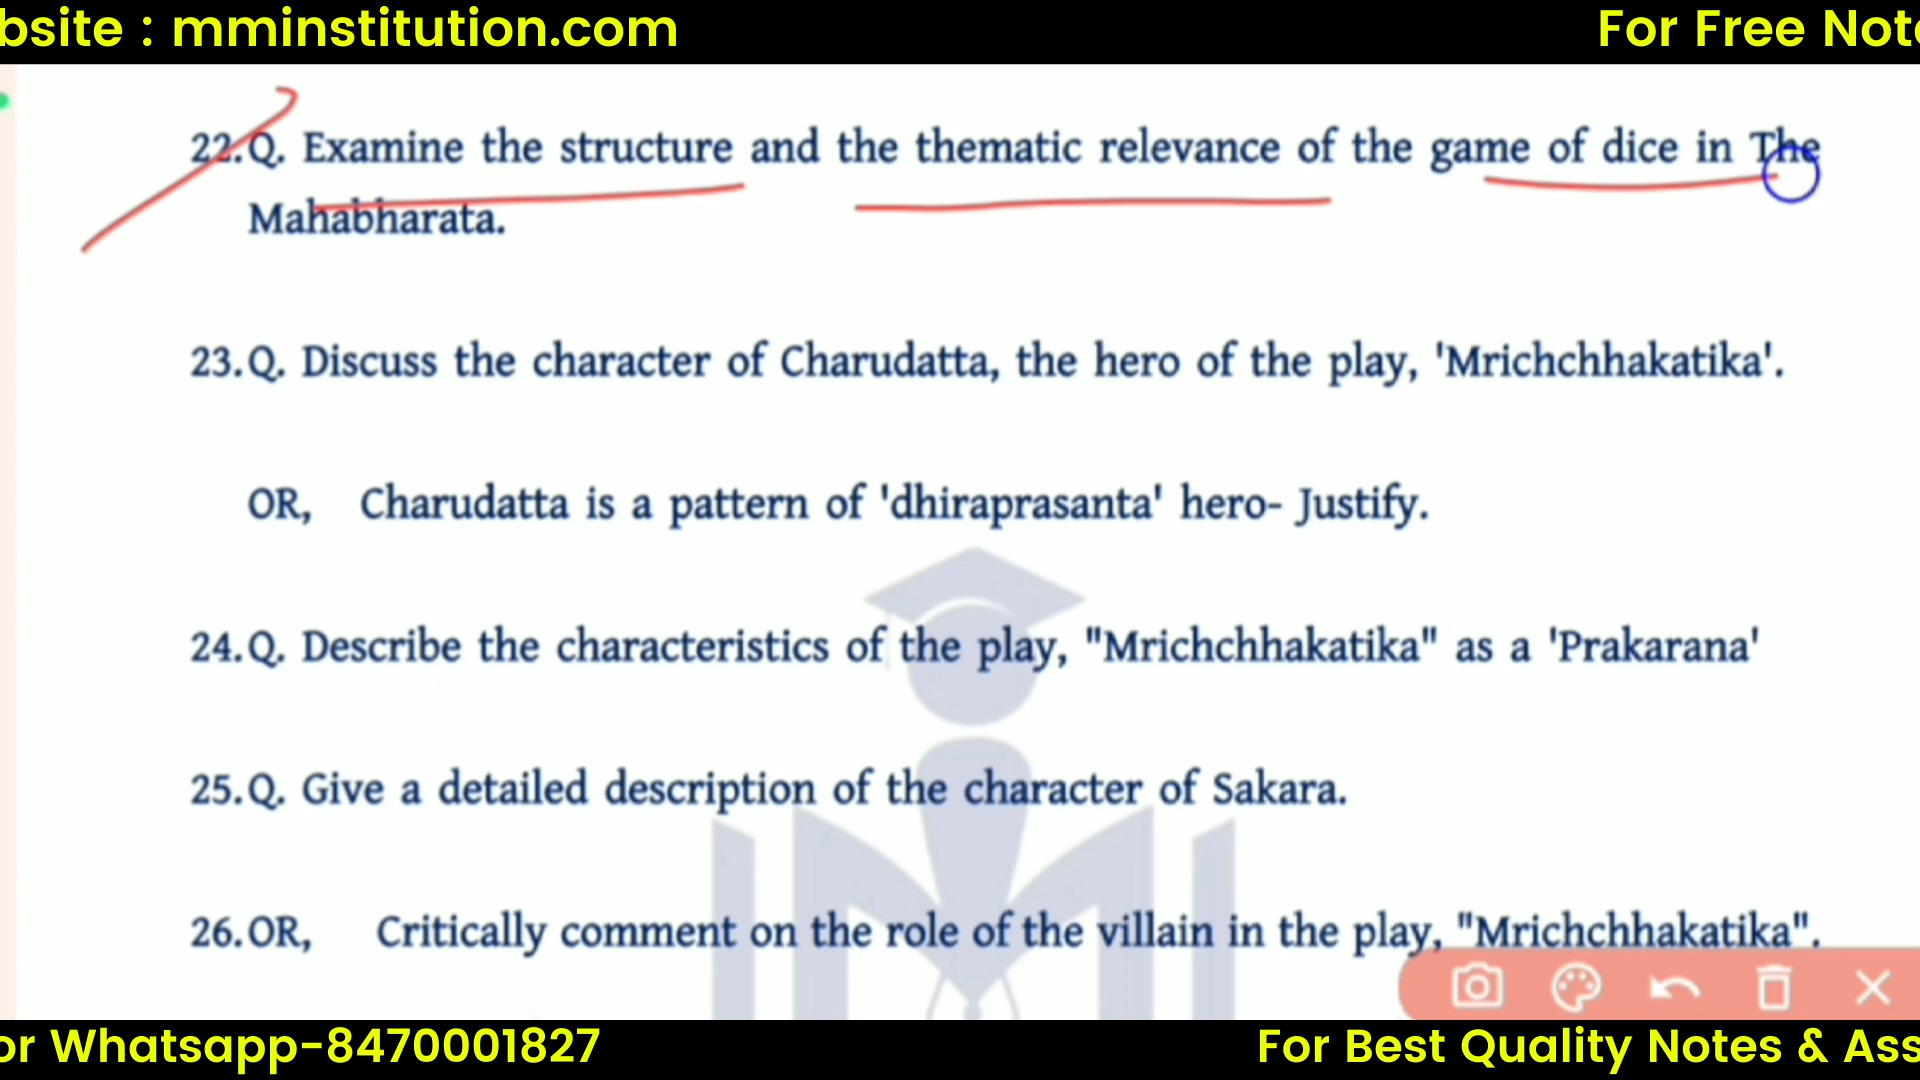 bsite : mminstitution.com For Free Note
22.Q. Examine the structure and the thematic relevance of the game of dice in The
Mahabharata.
23.Q. Discuss the character of Charudatta, the hero of the play, 'Mrichchhakatika'.
OR, Charudatta is a pattern of 'dhiraprasanta' hero- Justify.
24.Q. Describe the characteristics of the play, "Mrichchhakatika" as a 'Prakarana'
25.Q. Give a detailed description of the character of Sakara.
26.OR, Critically comment on the role of the villain in the play, "Mrichchhakatika".
or Whatsapp-8470001827 For Best Quality Notes & Ass